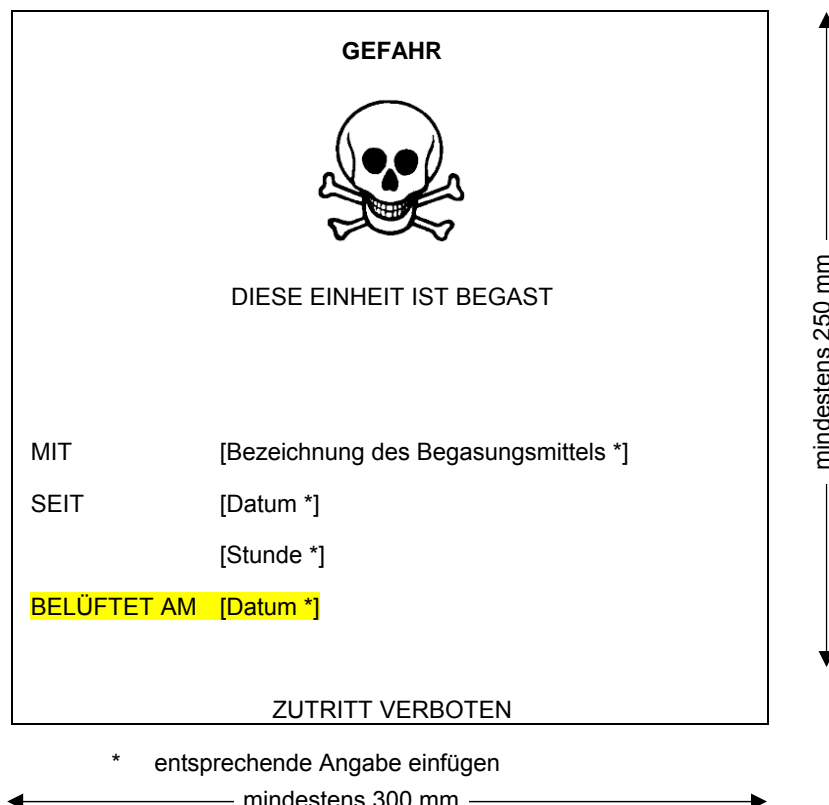 GEFAHR
DIESE EINHEIT IST BEGAST
MIT [Bezeichnung des Begasungsmittels *]
SEIT [Datum *]
[Stunde *]
BELÜFTET AM [Datum *]
ZUTRITT VERBOTEN
* entsprechende Angabe einfügen
mindestens 300 mm
mindestens 250 mm